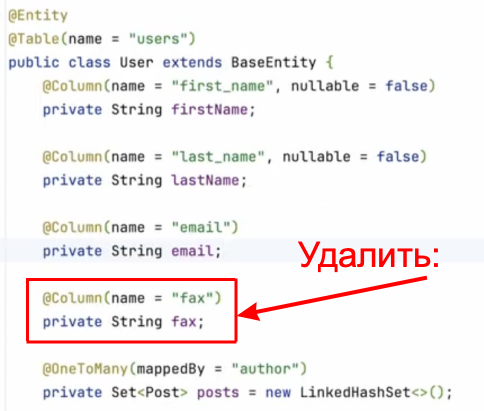 @Entity
@Table(name = "users")
public class User extends BaseEntity {
@Column(name = "first_name", nullable = false)
private String firstName;
@Column(name = "last_name", nullable = false)
private String lastName;
@Column(name = "email")
private String email;
Удалить:
@Column(name = "fax")
private String fax;
@OneToMany(mappedBy = "author")
private Set<Post> posts = new LinkedHashSet<>();